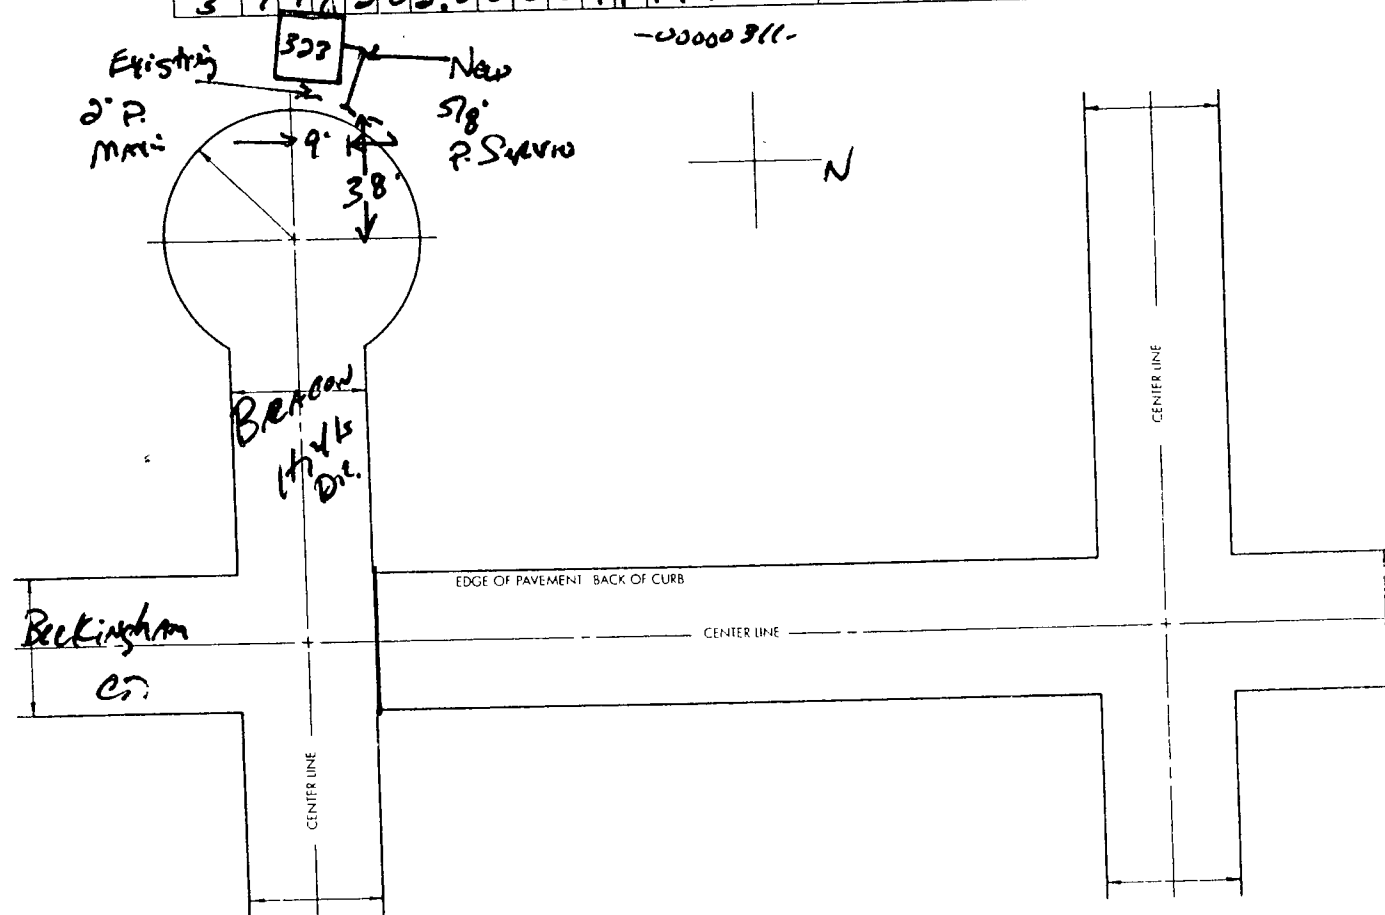 -00000311-
323
Existing
New
2" P.
Main
5/8"
P. Service
9'
38'
N
BEACON
Hills
Dr.
CENTER LINE
EDGE OF PAVEMENT BACK OF CURB
Beckingham
CT.
CENTER LINE
CENTER LINE